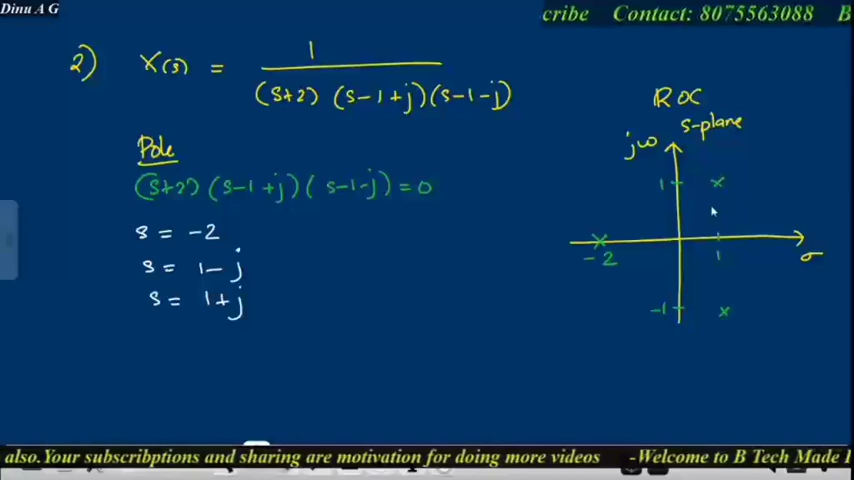 Dinu A G
cribe Contact: 8075563088 B
2) X(s) = 1 / (s+2) (s-1+j)(s-1-j)
ROC
s-plane
Pole
jω
(s+2) (s-1+j)(s-1-j) = 0
1
s = -2
-2
1
σ
s = 1-j
s = 1+j
-1
also.Your subscribptions and sharing are motivation for doing more videos -Welcome to B Tech Made E